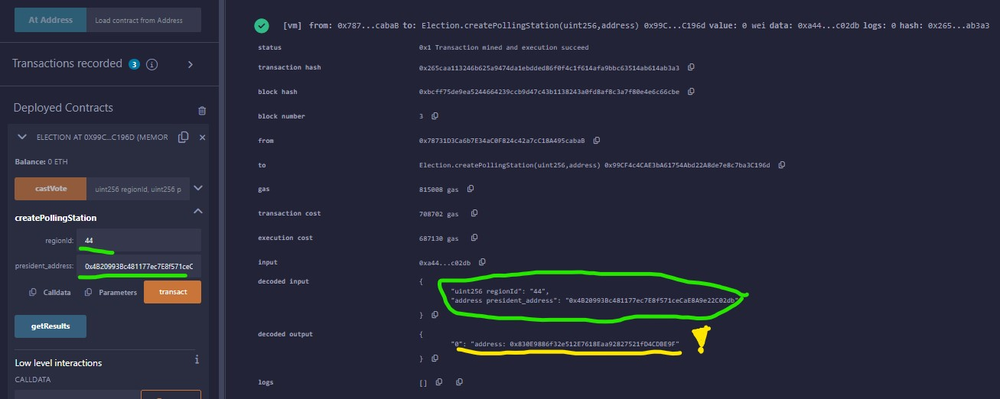 At Address
Load contract from Address
Transactions recorded 3 i
Deployed Contracts
ELECTION AT 0X99C...C196D (MEMOR
Balance: 0 ETH
castVote
uint256 regionId, uint256 p
createPollingStation
regionId:
44
president_address:
0x4B20993Bc481177ec7E8f571ceC
Calldata
Parameters
transact
getResults
Low level interactions
i
CALLDATA
[vm] from: 0x787...cabaB to: Election.createPollingStation(uint256,address) 0x99C...C196d value: 0 wei data: 0xa44...c02db logs: 0 hash: 0x265...ab3a3
status 0x1 Transaction mined and execution succeed
transaction hash 0x265caa113246b625a9474da1ebdded86f0f4c1f614afa9bbc63514ab614ab3a3
block hash 0xbcff75de9ea5244664239ccb9d47c43b1138243a0fd8af8c3a7f80e4e6c66cbe
block number 3
from 0x78731D3Ca6b7E34aC0F824c42a7cC18A495cabaB
to Election.createPollingStation(uint256,address) 0x99CF4c4CAE3bA61754Abd22A8de7e8c7ba3C196d
gas 815008 gas
transaction cost 708702 gas
execution cost 687130 gas
input 0xa44...c02db
decoded input {
"uint256 regionId": "44",
"address president_address": "0x4B20993Bc481177ec7E8f571ceCaE8A9e22C02db"
}
decoded output {
"0": "address: 0x830E9886f32e512E7618Eaa92827521fD4CDBE9F"
}
!
logs []